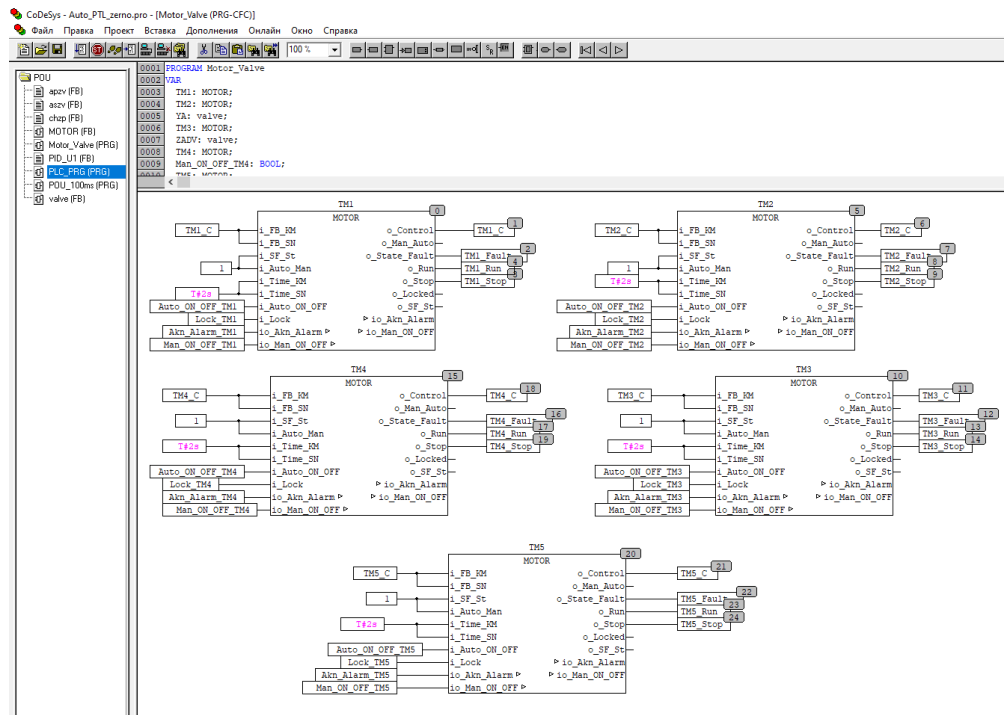 CoDeSys - Auto_PTL_zerno.pro - [Motor_Valve (PRG-CFC)]
Файл Правка Проект Вставка Дополнения Онлайн Окно Справка
100 %
POU
apzv (FB)
aszv (FB)
chzp (FB)
MOTOR (FB)
Motor_Valve (PRG)
PID_U1 (FB)
PLC_PRG (PRG)
POU_100ms (PRG)
valve (FB)
0001 PROGRAM Motor_Valve
0002 VAR
0003 TM1: MOTOR;
0004 TM2: MOTOR;
0005 YA: valve;
0006 TM3: MOTOR;
0007 ZADV: valve;
0008 TM4: MOTOR;
0009 Man_ON_OFF_TM4: BOOL;
0010 TM5: MOTOR;
TM1
0
MOTOR
TM1_C i_FB_KM o_Control TM1_C 1
i_FB_SN o_Man_Auto
i_SF_St o_State_Fault TM1_Fault 2
1 i_Auto_Man o_Run TM1_Run 4
i_Time_KM o_Stop TM1_Stop 3
T#2s i_Time_SN o_Locked
Auto_ON_OFF_TM1 i_Auto_ON_OFF o_SF_St
Lock_TM1 i_Lock io_Akn_Alarm
Akn_Alarm_TM1 io_Akn_Alarm io_Man_ON_OFF
Man_ON_OFF_TM1 io_Man_ON_OFF
TM2
5
MOTOR
TM2_C i_FB_KM o_Control TM2_C 6
i_FB_SN o_Man_Auto
i_SF_St o_State_Fault TM2_Fault 7
1 i_Auto_Man o_Run TM2_Run 8
T#2s i_Time_KM o_Stop TM2_Stop 9
i_Time_SN o_Locked
Auto_ON_OFF_TM2 i_Auto_ON_OFF o_SF_St
Lock_TM2 i_Lock io_Akn_Alarm
Akn_Alarm_TM2 io_Akn_Alarm io_Man_ON_OFF
Man_ON_OFF_TM2 io_Man_ON_OFF
TM4
15
MOTOR
TM4_C i_FB_KM o_Control TM4_C 18
i_FB_SN o_Man_Auto
1 i_SF_St o_State_Fault TM4_Fault 16
i_Auto_Man o_Run TM4_Run 17
T#2s i_Time_KM o_Stop TM4_Stop 19
i_Time_SN o_Locked
Auto_ON_OFF_TM4 i_Auto_ON_OFF o_SF_St
Lock_TM4 i_Lock io_Akn_Alarm
Akn_Alarm_TM4 io_Akn_Alarm io_Man_ON_OFF
Man_ON_OFF_TM4 io_Man_ON_OFF
TM3
10
MOTOR
TM3_C i_FB_KM o_Control TM3_C 11
i_FB_SN o_Man_Auto
1 i_SF_St o_State_Fault TM3_Fault 12
i_Auto_Man o_Run TM3_Run 13
T#2s i_Time_KM o_Stop TM3_Stop 14
i_Time_SN o_Locked
Auto_ON_OFF_TM3 i_Auto_ON_OFF o_SF_St
Lock_TM3 i_Lock io_Akn_Alarm
Akn_Alarm_TM3 io_Akn_Alarm io_Man_ON_OFF
Man_ON_OFF_TM3 io_Man_ON_OFF
TM5
20
MOTOR
TM5_C i_FB_KM o_Control TM5_C 21
i_FB_SN o_Man_Auto
1 i_SF_St o_State_Fault TM5_Fault 22
i_Auto_Man o_Run TM5_Run 23
T#2s i_Time_KM o_Stop TM5_Stop 24
i_Time_SN o_Locked
Auto_ON_OFF_TM5 i_Auto_ON_OFF o_SF_St
Lock_TM5 i_Lock io_Akn_Alarm
Akn_Alarm_TM5 io_Akn_Alarm io_Man_ON_OFF
Man_ON_OFF_TM5 io_Man_ON_OFF